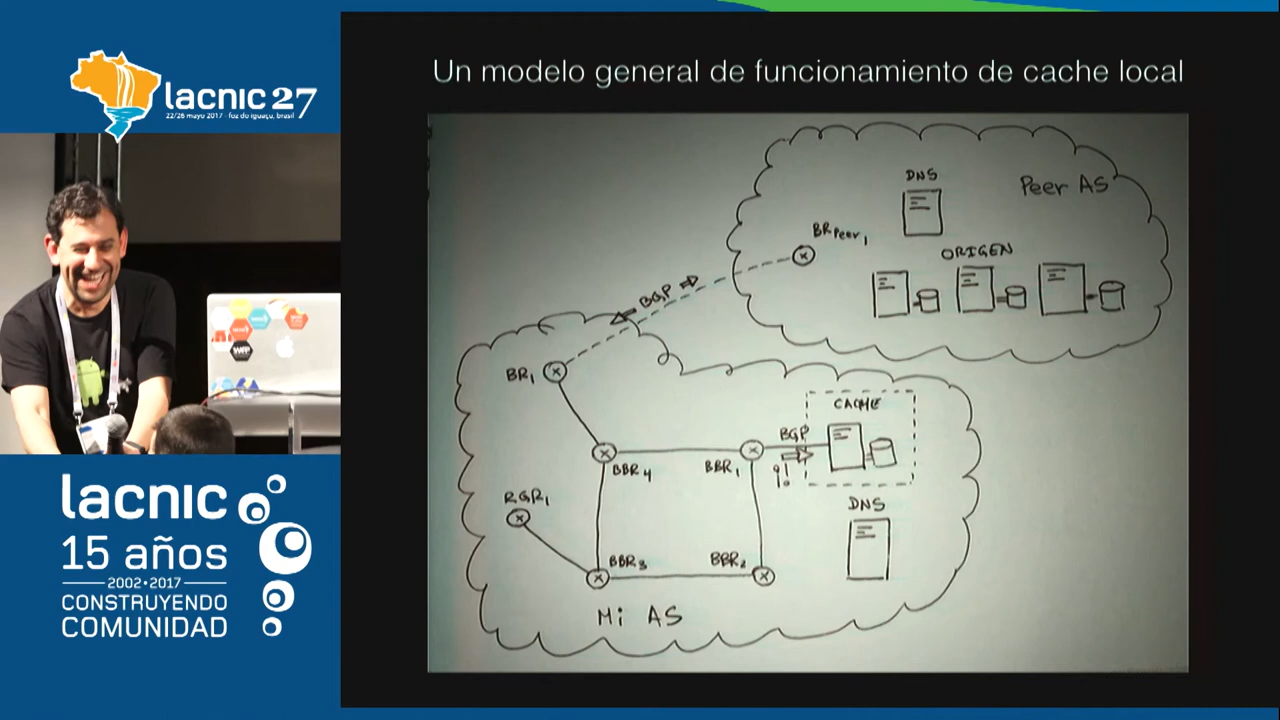 lacnic 27
22/26 mayo 2017 - foz do iguaçu, brasil
lacnic
15 años
2002•2017
CONSTRUYENDO
COMUNIDAD
Un modelo general de funcionamiento de cache local
DNS
Peer AS
BRPeer1
ORIGEN
BGP
BR1
CACHE
BGP
BBR4
BBR1
¡!
RGR1
DNS
BBR3
BBR2
Mi AS